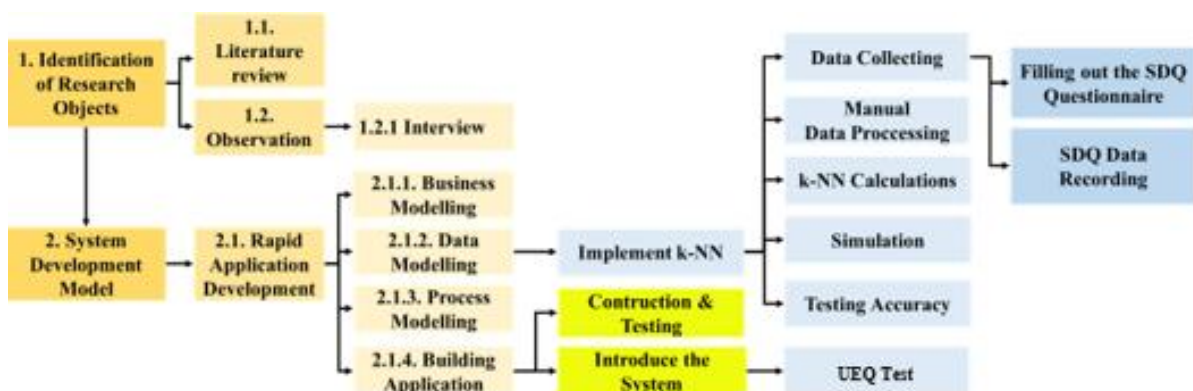 1. Identification
of Research
Objects
1.1.
Literature
review
1.2.
Observation
1.2.1 Interview
2. System
Development
Model
2.1. Rapid
Application
Development
2.1.1. Business
Modelling
2.1.2. Data
Modelling
2.1.3. Process
Modelling
2.1.4. Building
Application
Implement k-NN
Contruction &
Testing
Introduce the
System
Data Collecting
Manual
Data Proccessing
k-NN Calculations
Simulation
Testing Accuracy
UEQ Test
Filling out the SDQ
Questionnaire
SDQ Data
Recording